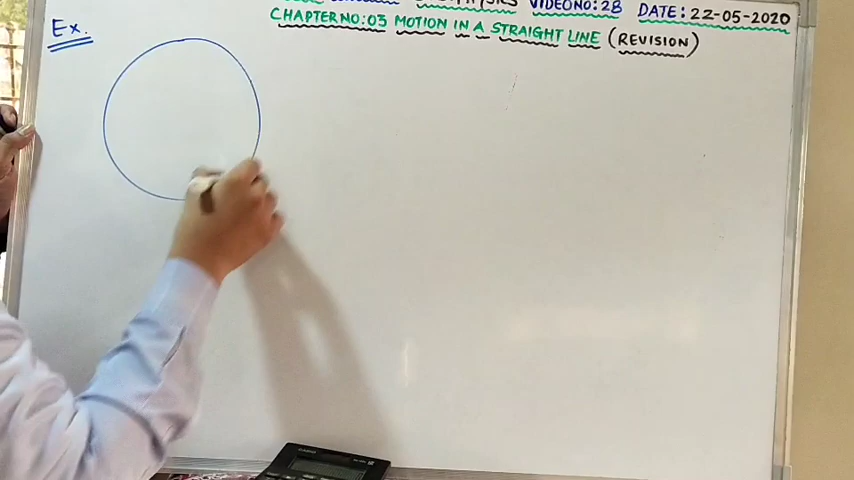 VIDEO NO: 28 DATE: 22-05-2020
CHAPTER NO: 03 MOTION IN A STRAIGHT LINE (REVISION)
Ex.